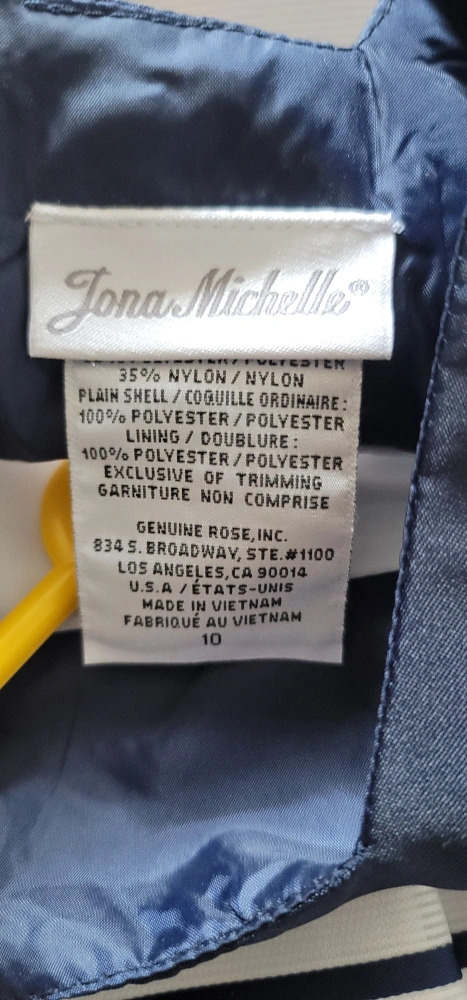 Jona Michelle®
POLYESTER / POLYESTER
35% NYLON / NYLON
PLAIN SHELL / COQUILLE ORDINAIRE :
100% POLYESTER / POLYESTER
LINING / DOUBLURE :
100% POLYESTER / POLYESTER
EXCLUSIVE OF TRIMMING
GARNITURE NON COMPRISE
GENUINE ROSE, INC.
834 S. BROADWAY, STE.#1100
LOS ANGELES, CA 90014
U.S.A / ÉTATS-UNIS
MADE IN VIETNAM
FABRIQUÉ AU VIETNAM
10